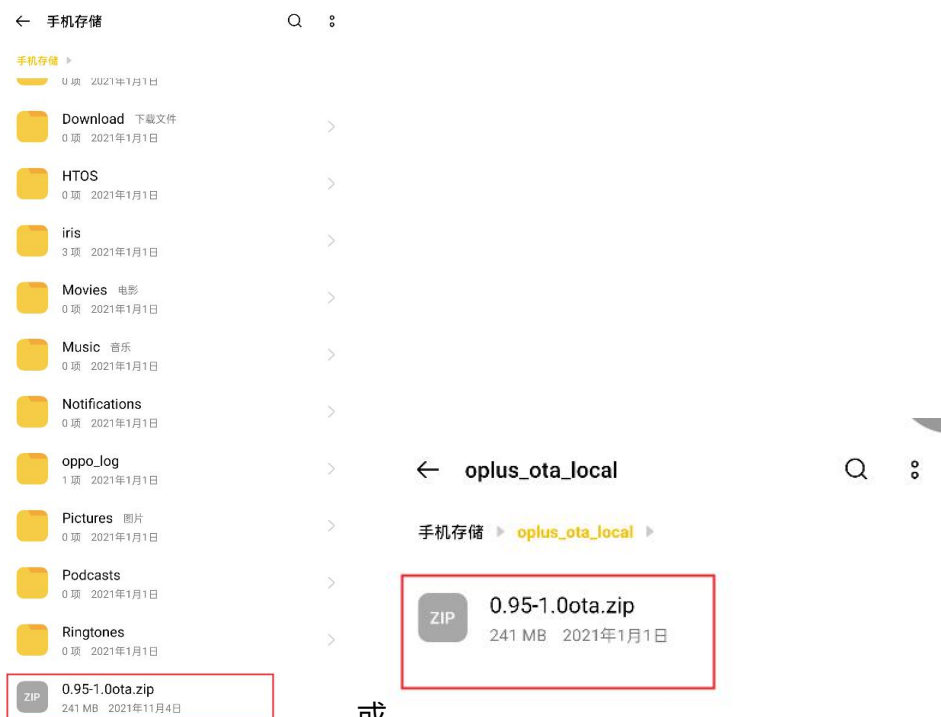 手机存储
手机存储
0 项 2021年1月1日
Download 下载文件
0 项 2021年1月1日
HTOS
0 项 2021年1月1日
iris
3 项 2021年1月1日
Movies 电影
0 项 2021年1月1日
Music 音乐
0 项 2021年1月1日
Notifications
0 项 2021年1月1日
oppo_log
1 项 2021年1月1日
Pictures 图片
0 项 2021年1月1日
Podcasts
0 项 2021年1月1日
Ringtones
0 项 2021年1月1日
ZIP
0.95-1.0ota.zip
241 MB 2021年11月4日
或
oplus_ota_local
手机存储 oplus_ota_local
ZIP
0.95-1.0ota.zip
241 MB 2021年1月1日